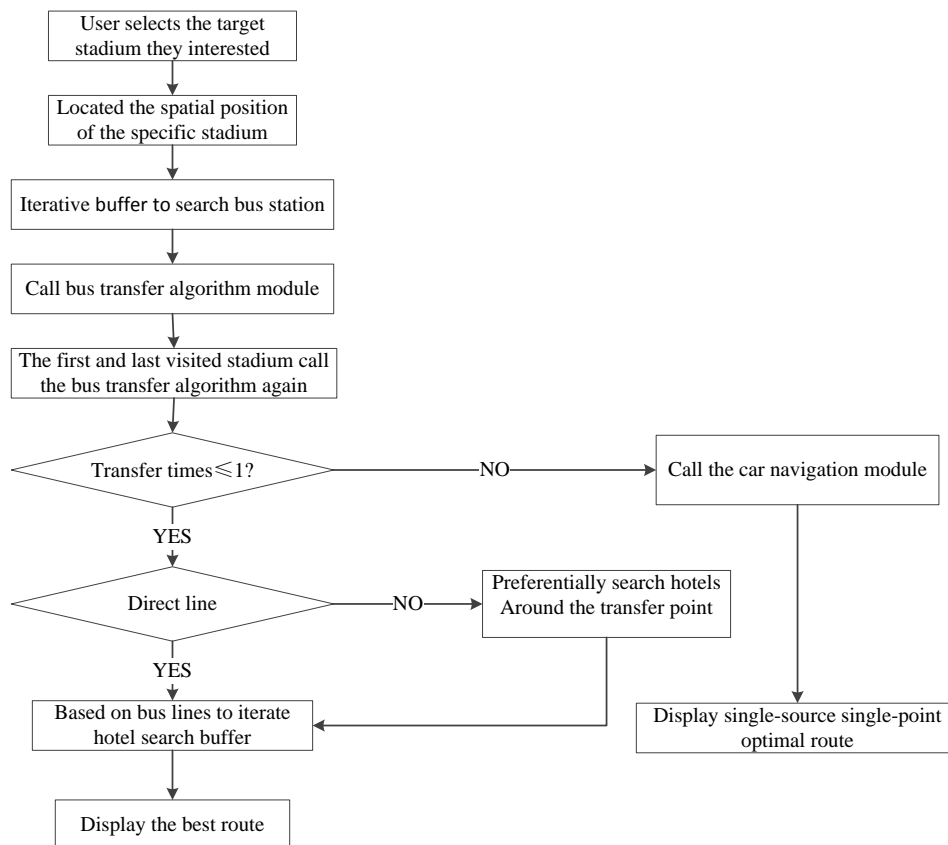 User selects the target
stadium they interested
Located the spatial position
of the specific stadium
Iterative buffer to search bus station
Call bus transfer algorithm module
The first and last visited stadium call
the bus transfer algorithm again
Transfer times≤1?
NO
Call the car navigation module
YES
Direct line
NO
Preferentially search hotels
Around the transfer point
YES
Based on bus lines to iterate
hotel search buffer
Display single-source single-point
optimal route
Display the best route